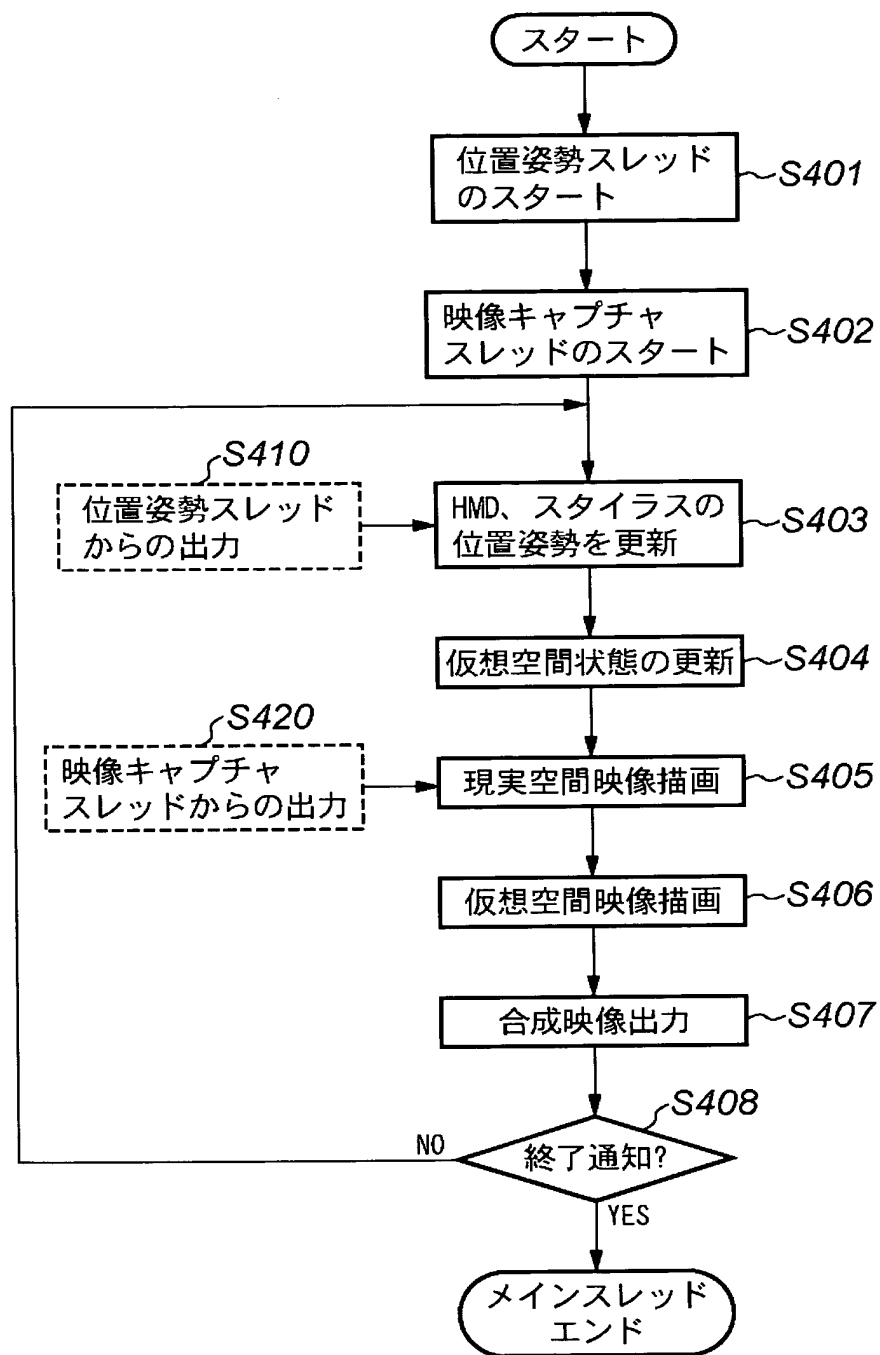 スタート
位置姿勢スレッド
のスタート
S401
映像キャプチャ
スレッドのスタート
S402
S410
位置姿勢スレッド
からの出力
HMD、スタイラスの
位置姿勢を更新
S403
仮想空間状態の更新
S404
S420
映像キャプチャ
スレッドからの出力
現実空間映像描画
S405
仮想空間映像描画
S406
合成映像出力
S407
S408
NO
終了通知?
YES
メインスレッド
エンド